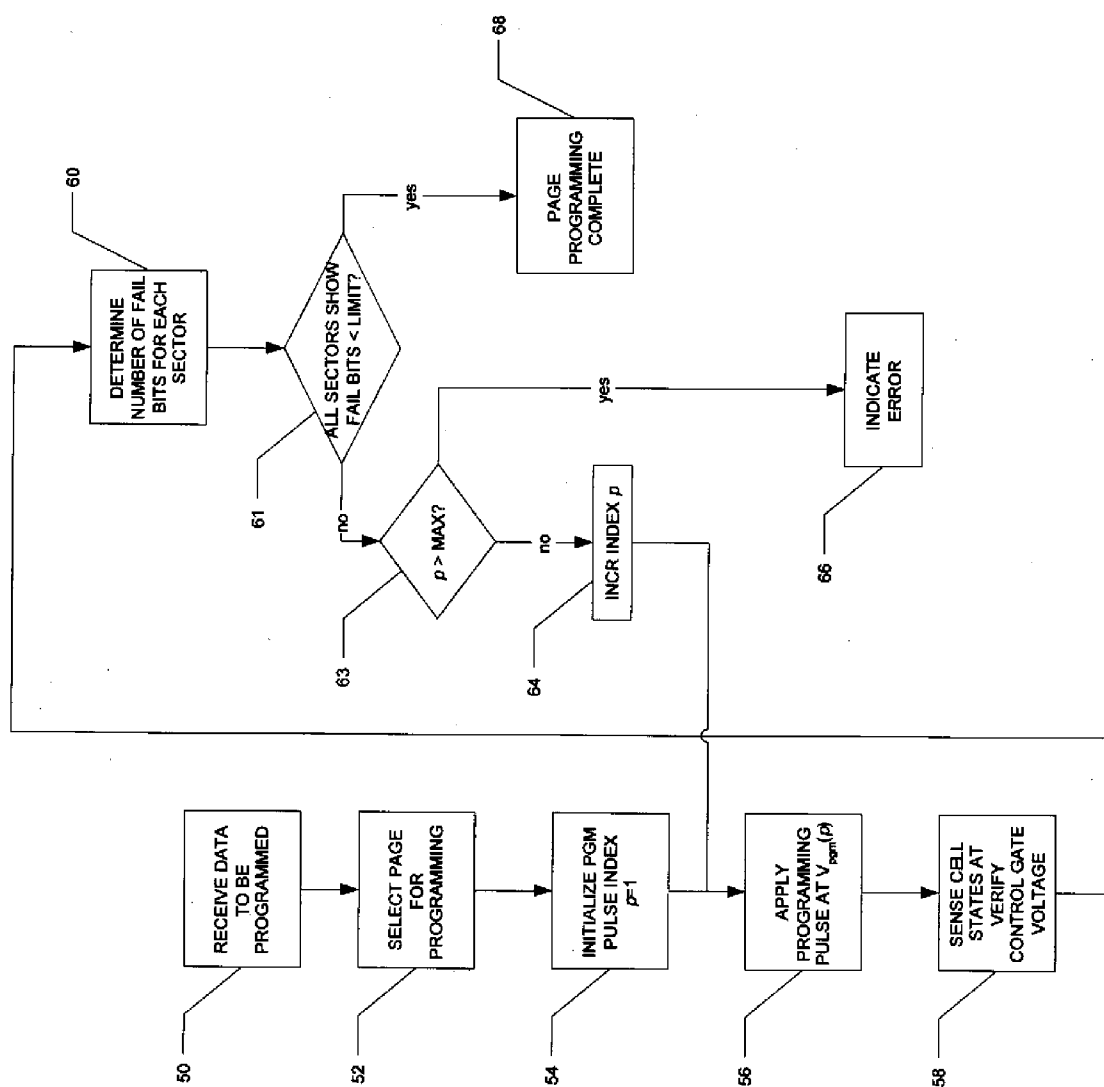 50
RECEIVE DATA
TO BE
PROGRAMMED
52
SELECT PAGE
FOR
PROGRAMMING
54
INITIALIZE PGM
PULSE INDEX
p=1
56
APPLY
PROGRAMMING
PULSE AT Vpgm(p)
58
SENSE CELL
STATES AT
VERIFY
CONTROL GATE
VOLTAGE
60
DETERMINE
NUMBER OF FAIL
BITS FOR EACH
SECTOR
61
ALL SECTORS SHOW
FAIL BITS < LIMIT?
yes
no
68
PAGE
PROGRAMMING
COMPLETE
63
p > MAX?
yes
no
64
INCR INDEX p
66
INDICATE
ERROR